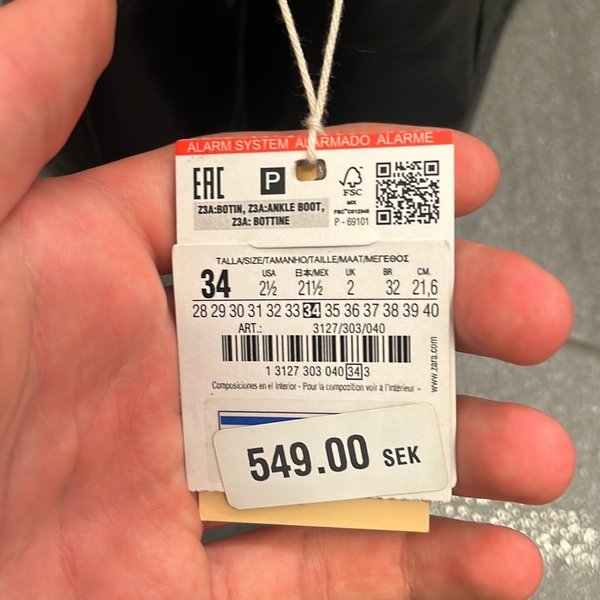 ALARM SYSTEM ALARMADO ALARME
EAC P FSC
MIX
Z3A:BOTIN, Z3A:ANKLE BOOT,
Z3A: BOTTINE
P - 69101
TALLA/SIZE/TAMANHO/TAILLE/MAAT/ΜΕΓΕΘΟΣ
USA 日本/MEX UK BR CM.
34 2½ 21½ 2 32 21,6
28 29 30 31 32 33 34 35 36 37 38 39 40
ART.: 3127/303/040
1 3127 303 040 34 3
Composiciones en el interior - Pour la composition voir à l'intérieur -
www.zara.com
549.00 SEK